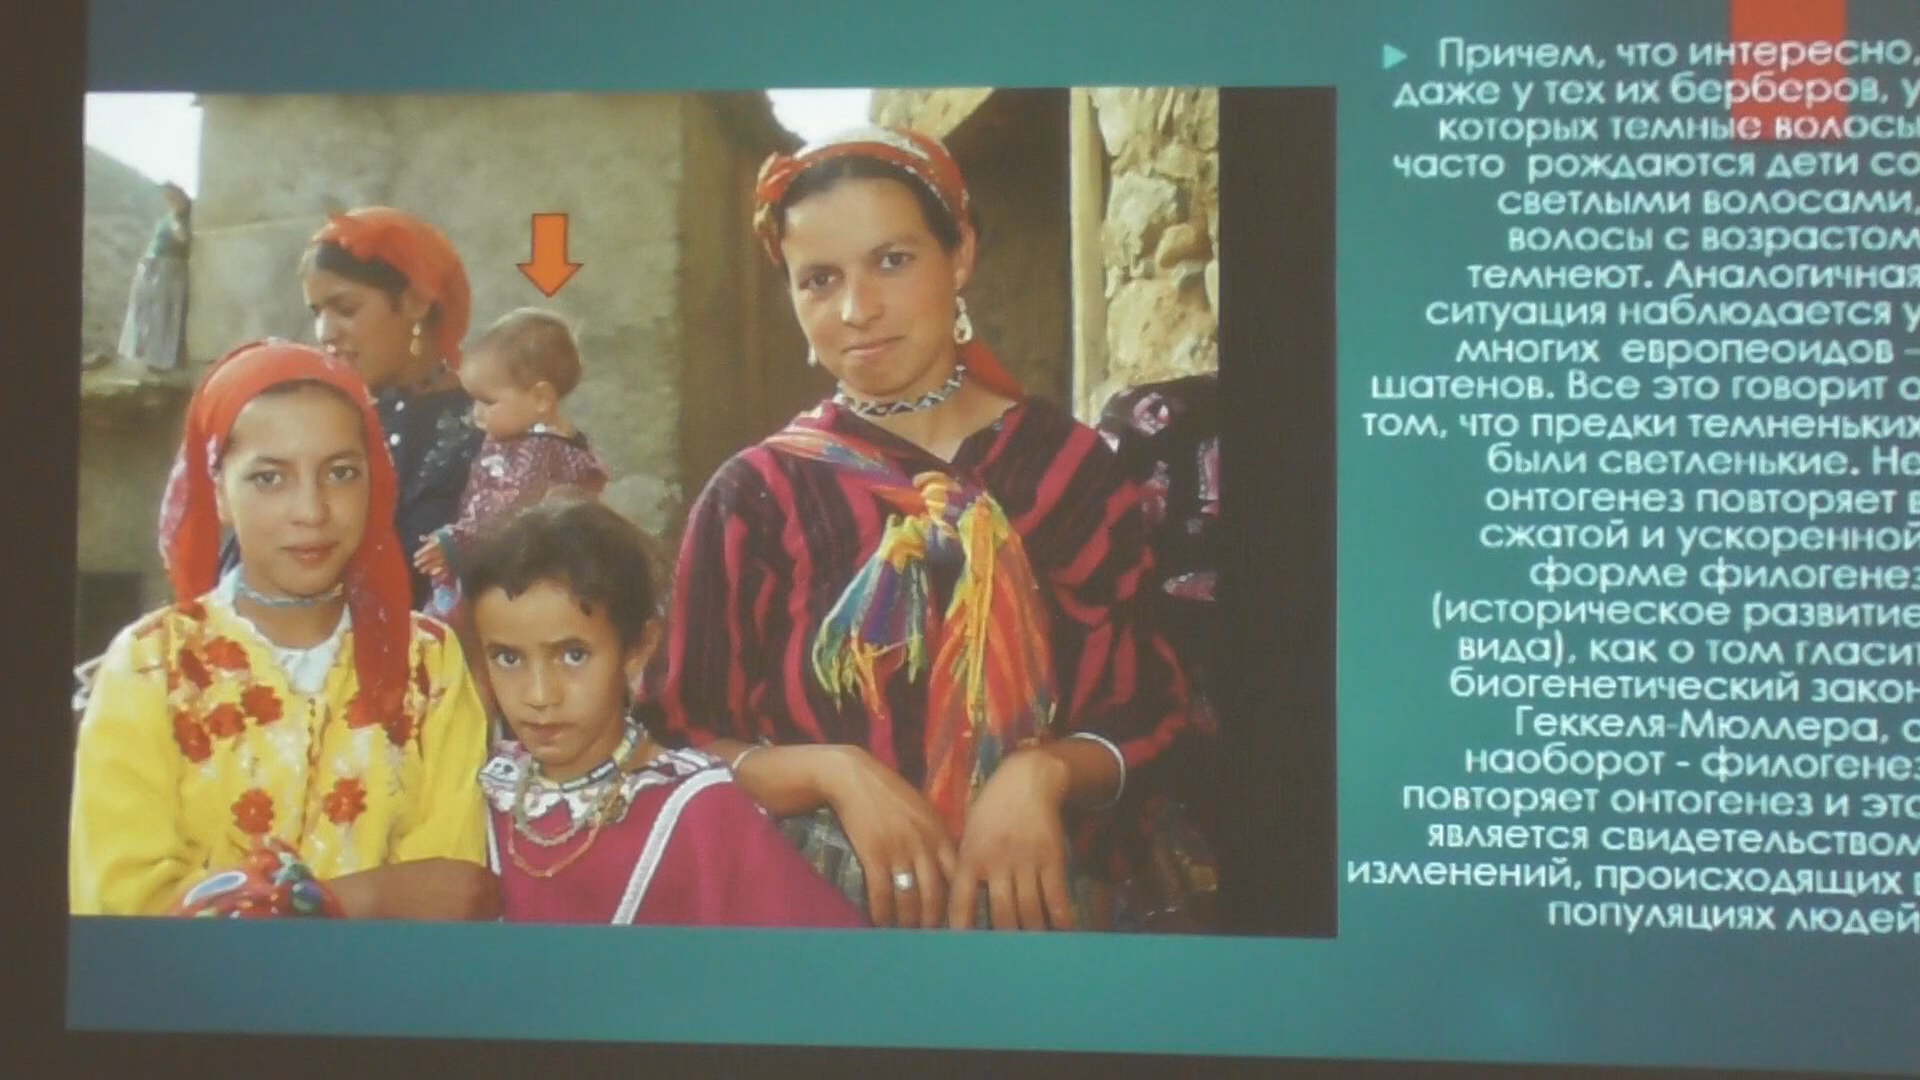 Причем, что интересно,
даже у тех их берберов, у
которых темные волосы
часто рождаются дети со
светлыми волосами,
волосы с возрастом
темнеют. Аналогичная
ситуация наблюдается у
многих европеоидов -
шатенов. Все это говорит о
том, что предки темненьких
были светленькие. Не
онтогенез повторяет в
сжатой и ускоренной
форме филогенез
(историческое развитие
вида), как о том гласит
биогенетический закон
Геккеля-Мюллера, а
наоборот - филогенез
повторяет онтогенез и это
является свидетельством
изменений, происходящих в
популяциях людей